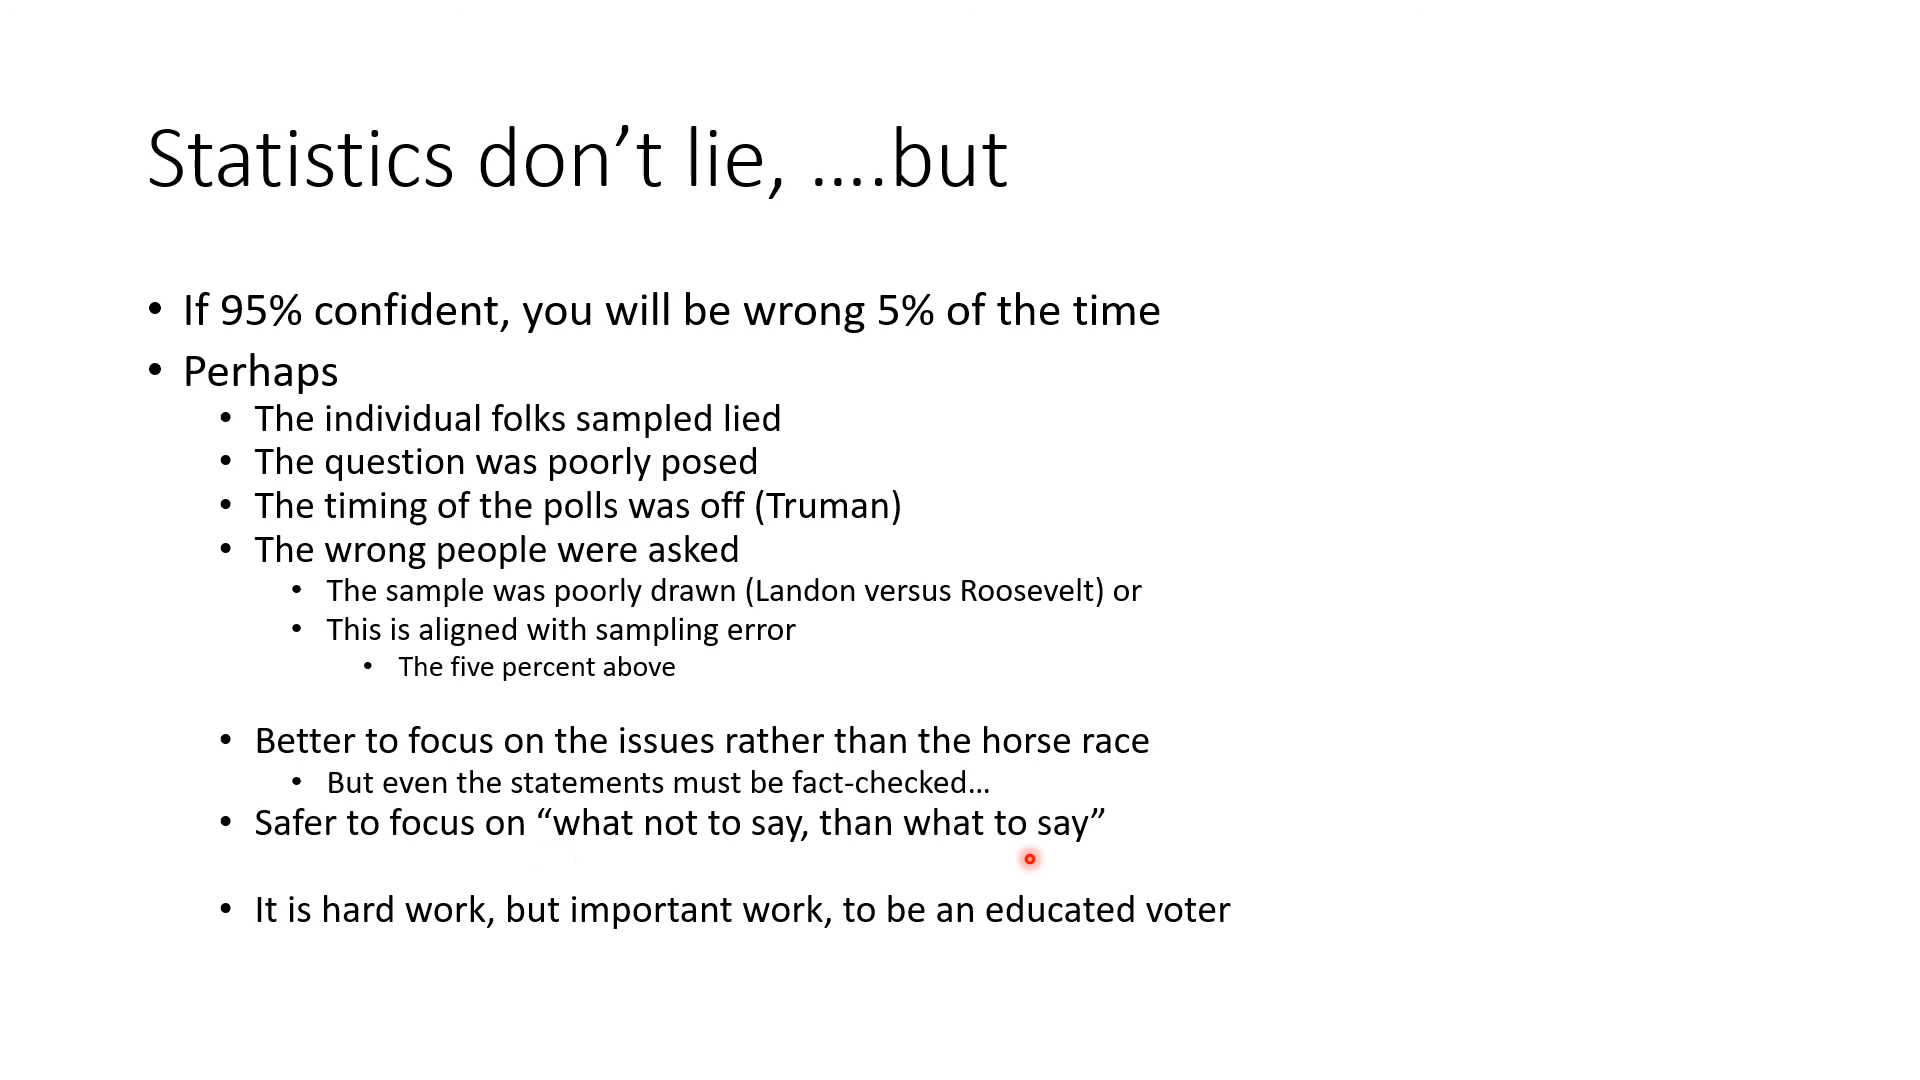 Statistics don’t lie, ….but
• If 95% confident, you will be wrong 5% of the time
• Perhaps
• The individual folks sampled lied
• The question was poorly posed
• The timing of the polls was off (Truman)
• The wrong people were asked
• The sample was poorly drawn (Landon versus Roosevelt) or
• This is aligned with sampling error
• The five percent above
• Better to focus on the issues rather than the horse race
• But even the statements must be fact-checked…
• Safer to focus on “what not to say, than what to say”
• It is hard work, but important work, to be an educated voter